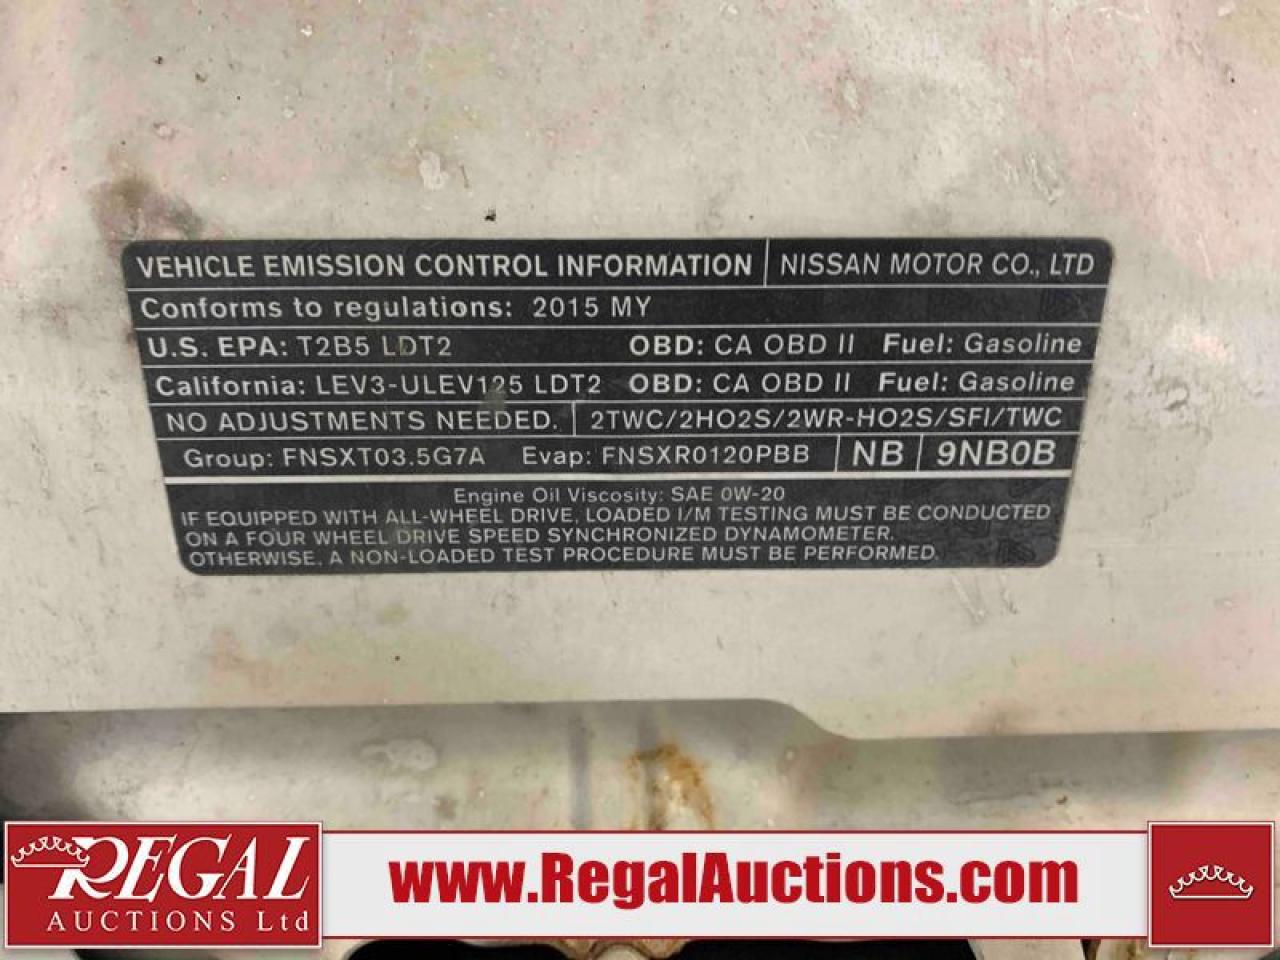 VEHICLE EMISSION CONTROL INFORMATION NISSAN MOTOR CO., LTD
Conforms to regulations: 2015 MY
U.S. EPA: T2B5 LDT2 OBD: CA OBD II Fuel: Gasoline
California: LEV3-ULEV125 LDT2 OBD: CA OBD II Fuel: Gasoline
NO ADJUSTMENTS NEEDED. 2TWC/2HO2S/2WR-HO2S/SFI/TWC
Group: FNSXT03.5G7A Evap: FNSXR0120PBB NB 9NB0B
Engine Oil Viscosity: SAE 0W-20
IF EQUIPPED WITH ALL-WHEEL DRIVE, LOADED I/M TESTING MUST BE CONDUCTED
ON A FOUR WHEEL DRIVE SPEED SYNCHRONIZED DYNAMOMETER.
OTHERWISE, A NON-LOADED TEST PROCEDURE MUST BE PERFORMED.
REGAL
AUCTIONS Ltd
www.RegalAuctions.com